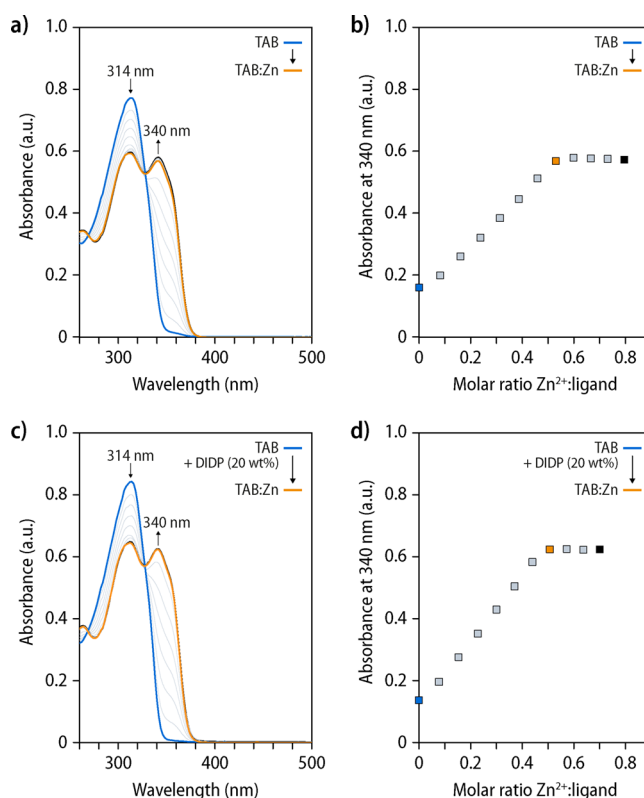 a)
TAB
TAB:Zn
314 nm
340 nm
Absorbance (a.u.)
1.0
0.8
0.6
0.4
0.2
0
300
400
500
Wavelength (nm)
b)
TAB
TAB:Zn
Absorbance at 340 nm (a.u.)
1.0
0.8
0.6
0.4
0.2
0
0
0.2
0.4
0.6
0.8
Molar ratio Zn²⁺:ligand
c)
TAB
+ DIDP (20 wt%)
TAB:Zn
314 nm
340 nm
Absorbance (a.u.)
1.0
0.8
0.6
0.4
0.2
0
300
400
500
Wavelength (nm)
d)
TAB
+ DIDP (20 wt%)
TAB:Zn
Absorbance at 340 nm (a.u.)
1.0
0.8
0.6
0.4
0.2
0
0
0.2
0.4
0.6
0.8
Molar ratio Zn²⁺:ligand